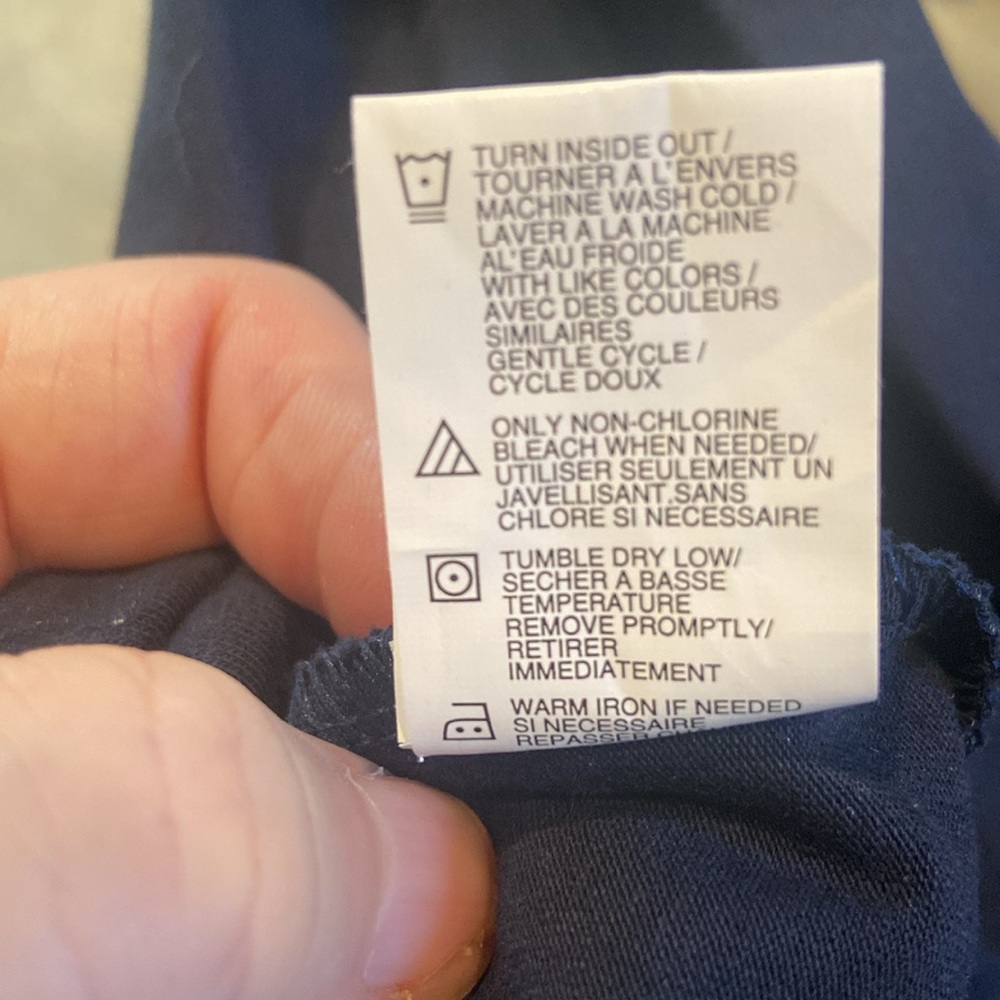 TURN INSIDE OUT /
TOURNER A L'ENVERS
MACHINE WASH COLD /
LAVER A LA MACHINE
AL'EAU FROIDE
WITH LIKE COLORS /
AVEC DES COULEURS
SIMILAIRES
GENTLE CYCLE /
CYCLE DOUX
ONLY NON-CHLORINE
BLEACH WHEN NEEDED/
UTILISER SEULEMENT UN
JAVELLISANT.SANS
CHLORE SI NECESSAIRE
TUMBLE DRY LOW/
SECHER A BASSE
TEMPERATURE
REMOVE PROMPTLY/
RETIRER
IMMEDIATEMENT
WARM IRON IF NEEDED
SI NECESSAIRE
REPASSER